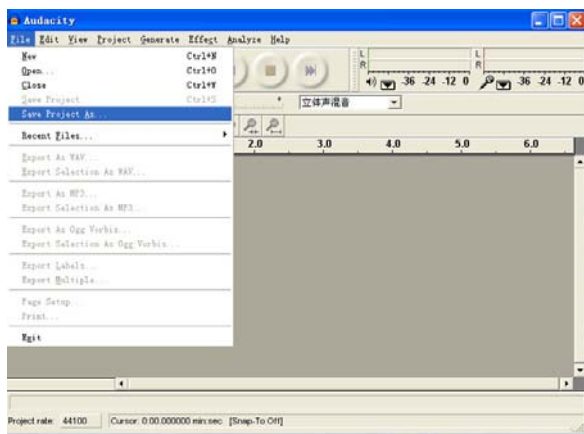 Audacity
File Edit View Project Generate Effect Analyze Help
New Ctrl+N
Open... Ctrl+O
Close Ctrl+W
Save Project Ctrl+S
Save Project As...
Recent Files...
Export As WAV...
Export Selection As WAV...
Export As MP3...
Export Selection As MP3...
Export As Ogg Vorbis...
Export Selection As Ogg Vorbis...
Export Labels...
Export Multiple...
Page Setup...
Print...
Exit
L
R
-36 -24 -12 0
L
R
-36 -24 -12 0
立体声混音
2.0 3.0 4.0 5.0 6.0
Project rate: 44100 Cursor: 0:00.000000 min:sec [Snap-To Off]